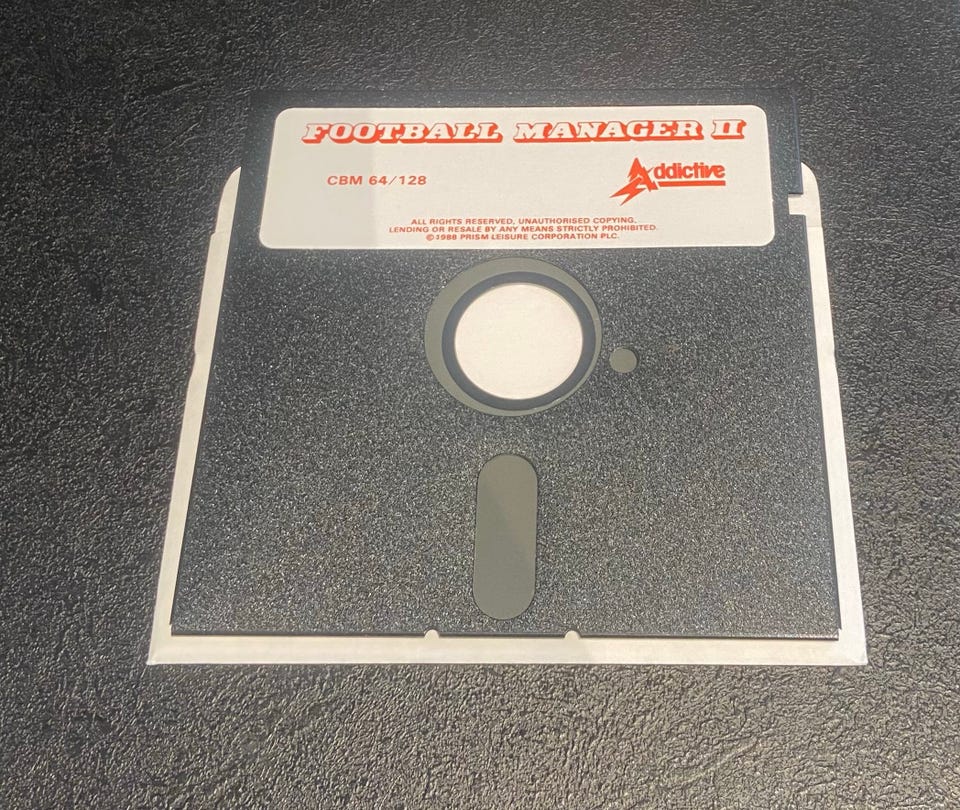 FOOTBALL MANAGER II
CBM 64/128
Addictive
ALL RIGHTS RESERVED, UNAUTHORISED COPYING,
LENDING OR RESALE BY ANY MEANS STRICTLY PROHIBITED.
©1988 PRISM LEISURE CORPORATION PLC.